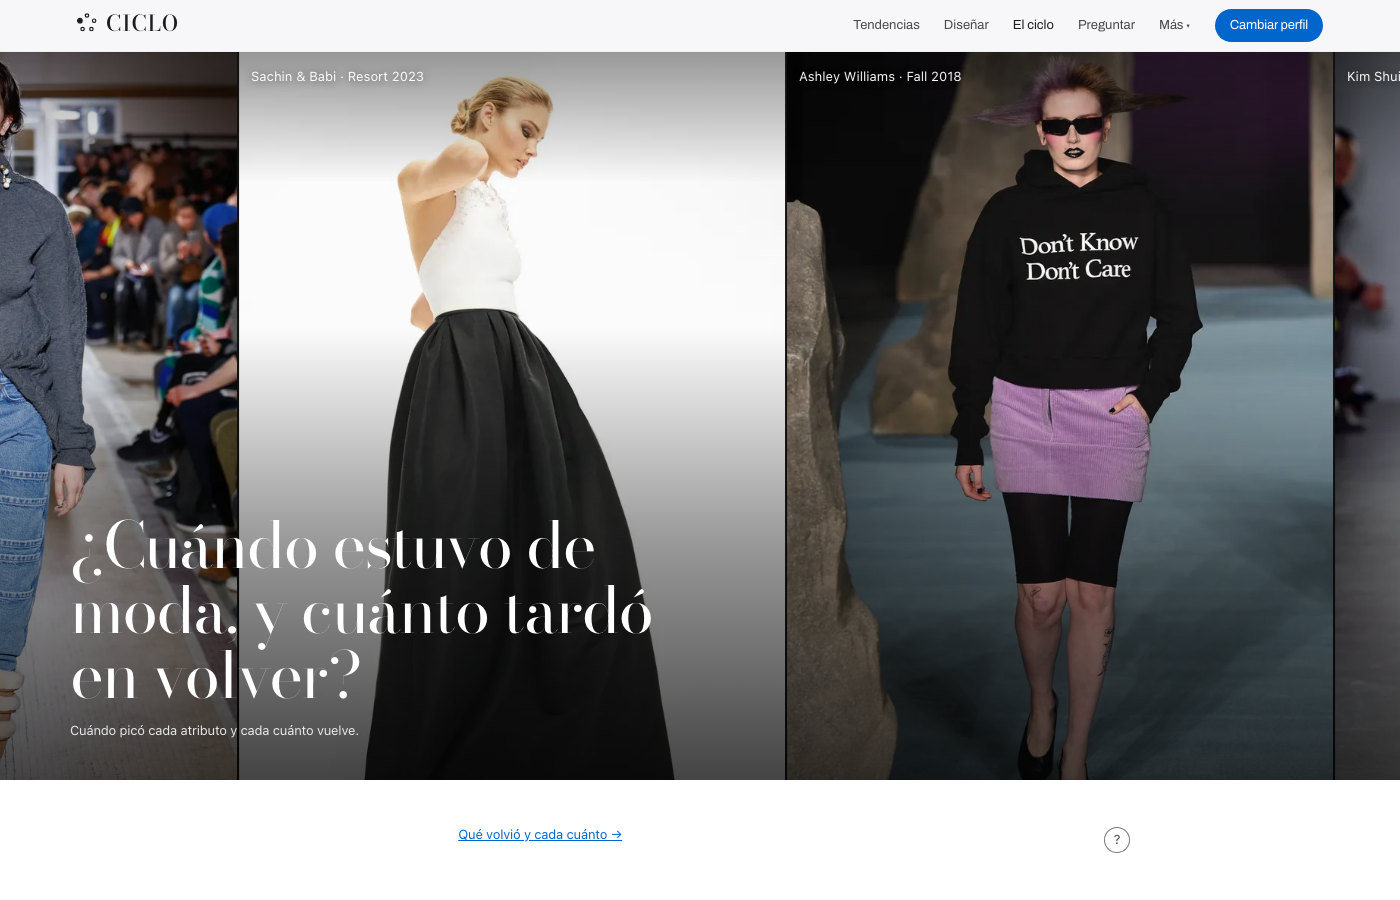 CICLO
Tendencias
Diseñar
El ciclo
Preguntar
Más
Cambiar perfil
Sachin & Babi · Resort 2023
Ashley Williams · Fall 2018
Kim Shui
Don't Know
Don't Care
¿Cuándo estuvo de
moda, y cuánto tardó
en volver?
Cuándo picó cada atributo y cada cuánto vuelve.
Qué volvió y cada cuánto →
?